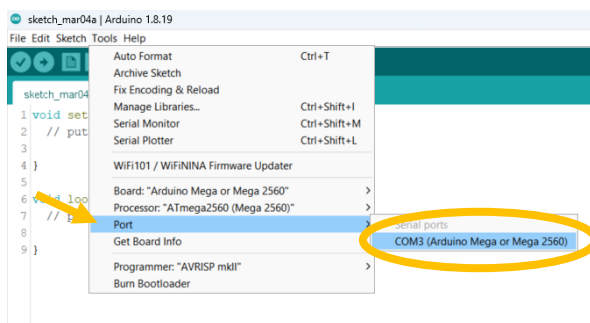 sketch_mar04a | Arduino 1.8.19
File Edit Sketch Tools Help
Auto Format Ctrl+T
Archive Sketch
Fix Encoding & Reload
Manage Libraries... Ctrl+Shift+I
Serial Monitor Ctrl+Shift+M
Serial Plotter Ctrl+Shift+L
WiFi101 / WiFiNINA Firmware Updater
Board: "Arduino Mega or Mega 2560"
Processor: "ATmega2560 (Mega 2560)"
Port
Get Board Info
Programmer: "AVRISP mkII"
Burn Bootloader
Serial ports
COM3 (Arduino Mega or Mega 2560)
sketch_mar04
1 void set
2 // put
3
4 }
5
6 void loo
7 // p
8
9 }